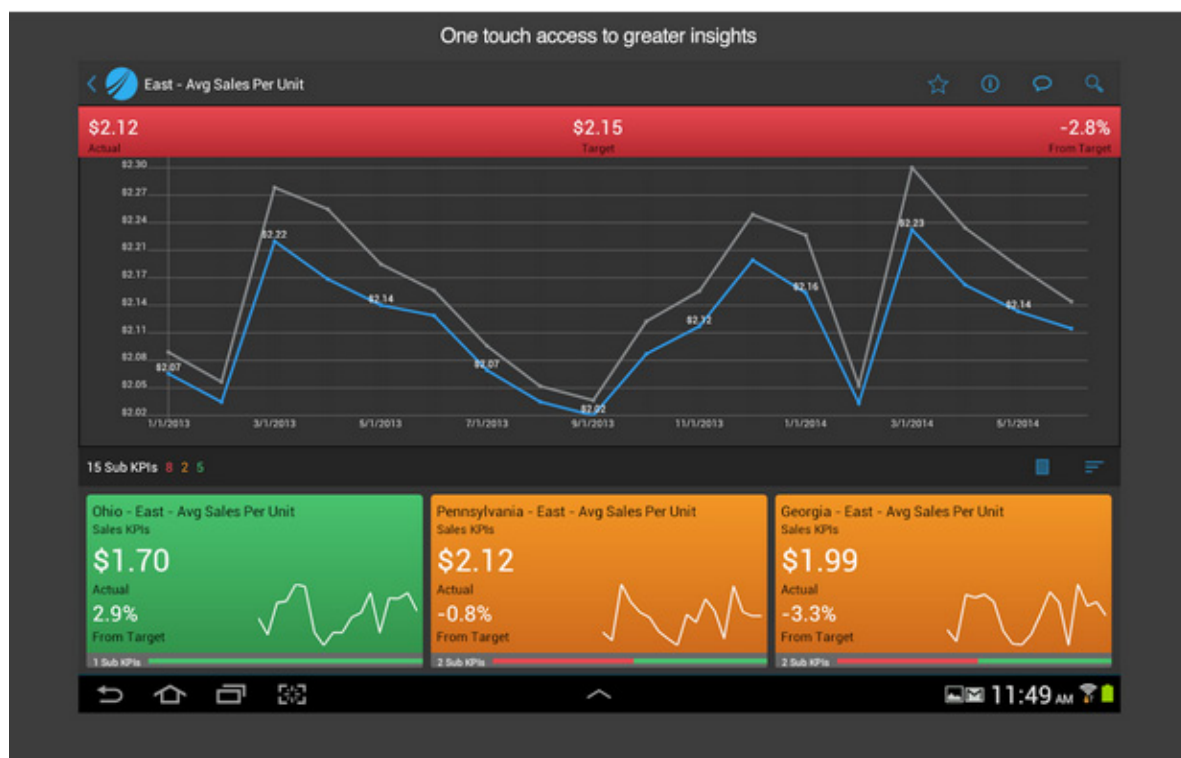 One touch access to greater insights
East - Avg Sales Per Unit
$2.12 $2.15 -2.8%
Actual Target From Target
$2.30
$2.27
$2.24
$2.21
$2.17
$2.14
$2.11
$2.08
$2.05
$2.02
$2.07 $2.22 $2.14 $2.07 $2.02 $2.12 $2.16 $2.23 $2.14
1/1/2013 3/1/2013 5/1/2013 7/1/2013 9/1/2013 11/1/2013 1/1/2014 3/1/2014 5/1/2014
15 Sub KPIs 8 2 5
Ohio - East - Avg Sales Per Unit
Sales KPIs
$1.70
Actual
2.9%
From Target
1 Sub KPIs
Pennsylvania - East - Avg Sales Per Unit
Sales KPIs
$2.12
Actual
-0.8%
From Target
2 Sub KPIs
Georgia - East - Avg Sales Per Unit
Sales KPIs
$1.99
Actual
-3.3%
From Target
2 Sub KPIs
11:49 AM